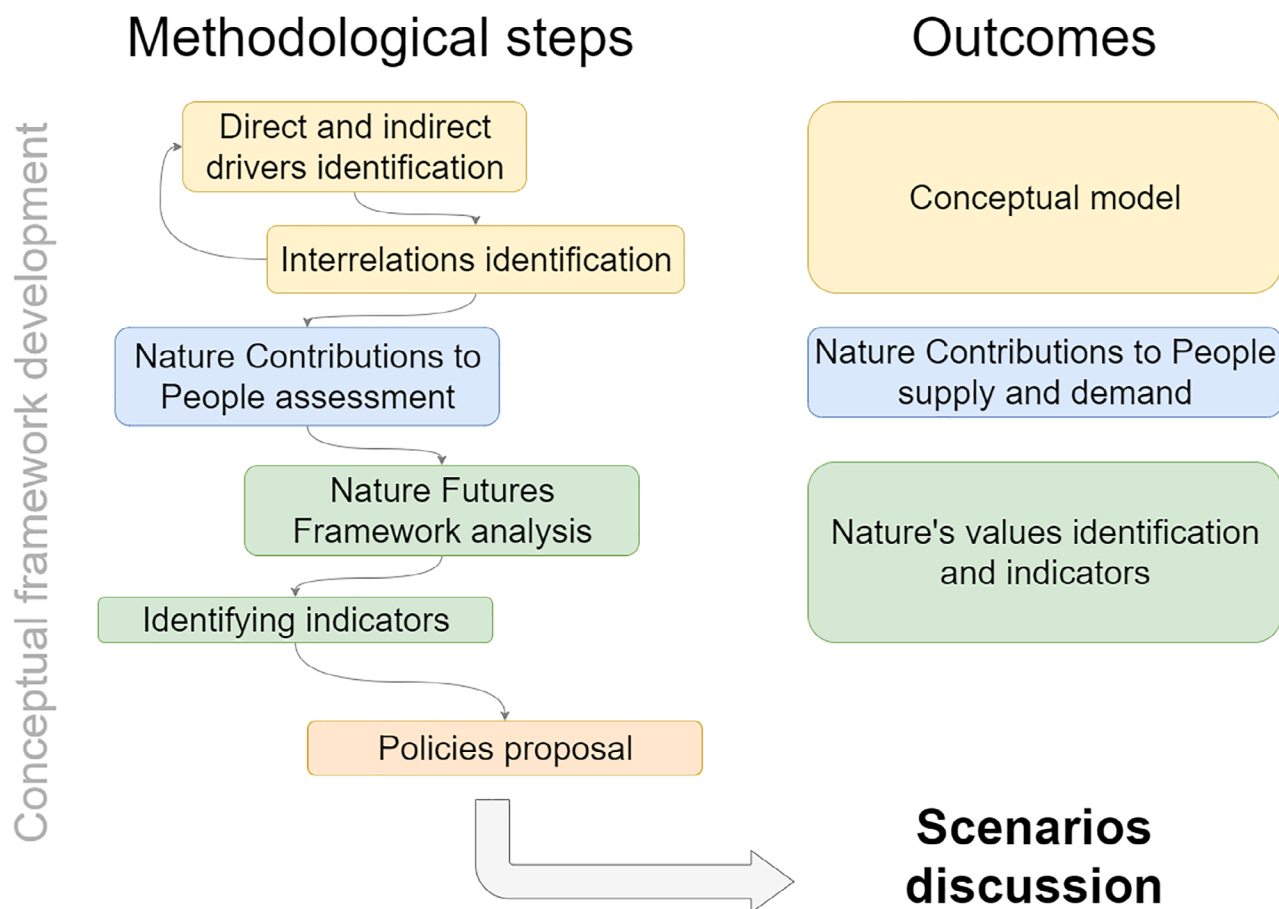 Methodological steps
Outcomes
Conceptual framework development
Direct and indirect
drivers identification
Interrelations identification
Conceptual model
Nature Contributions to
People assessment
Nature Contributions to People
supply and demand
Nature Futures
Framework analysis
Identifying indicators
Nature's values identification
and indicators
Policies proposal
Scenarios
discussion